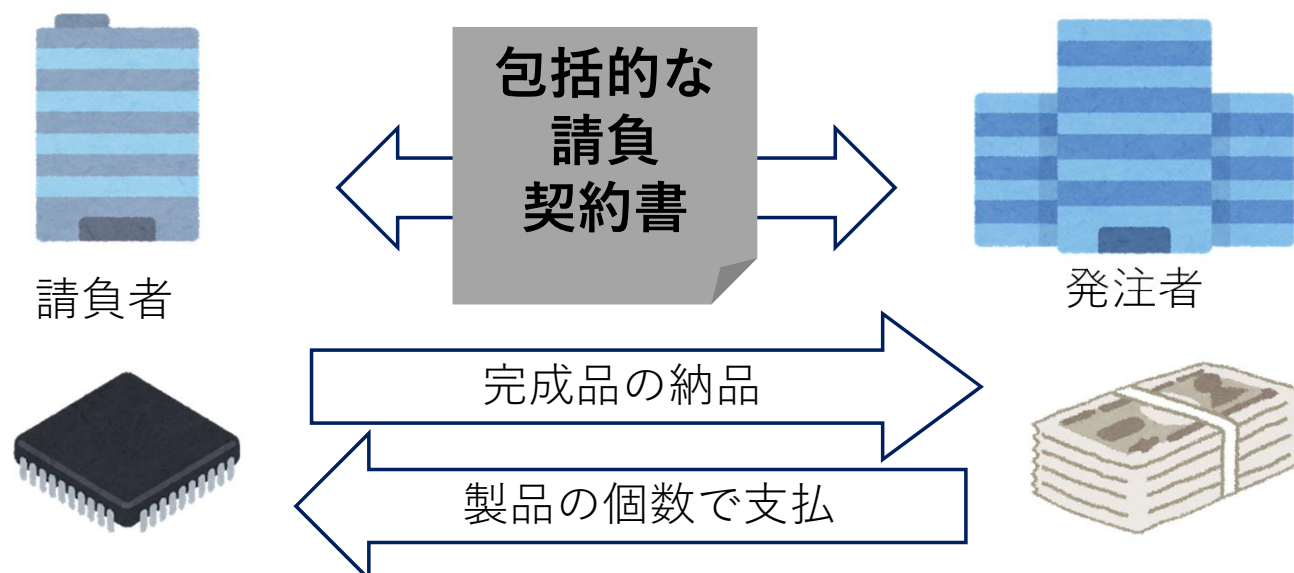 包括的な
請負
契約書
請負者
発注者
完成品の納品
製品の個数で支払